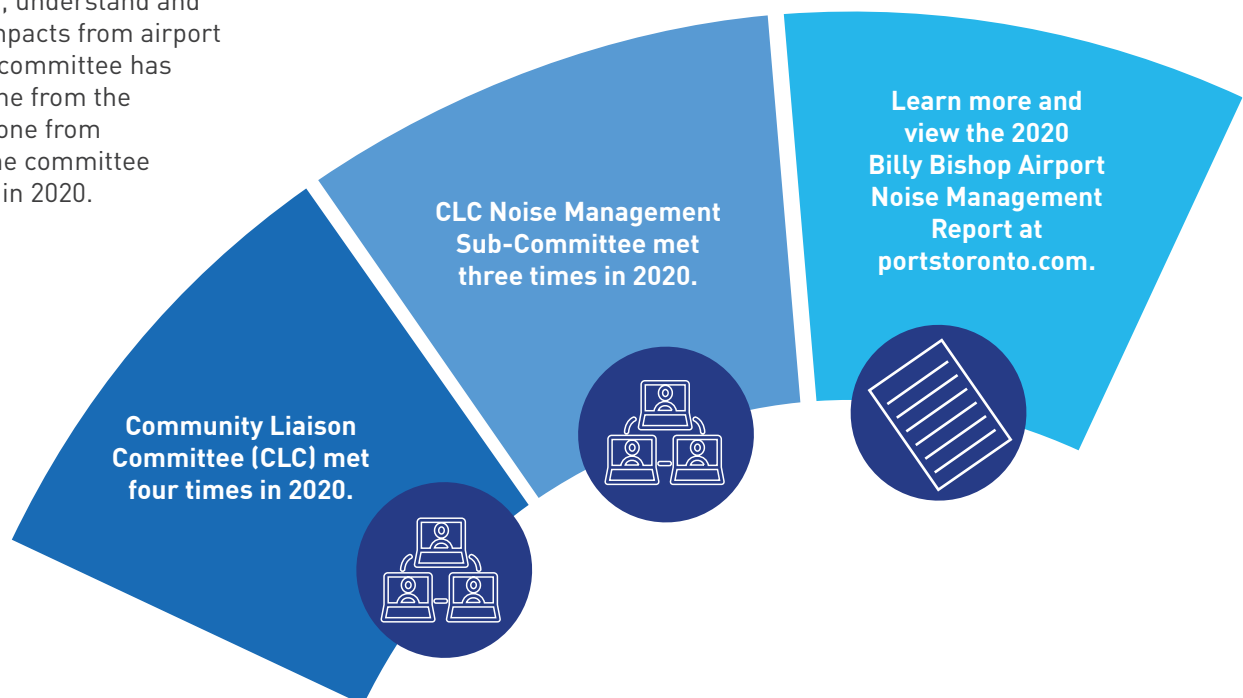 , understand and
mpacts from airport
committee has
ne from the
one from
ne committee
in 2020.
Community Liaison
Committee (CLC) met
four times in 2020.
CLC Noise Management
Sub-Committee met
three times in 2020.
Learn more and
view the 2020
Billy Bishop Airport
Noise Management
Report at
portstoronto.com.